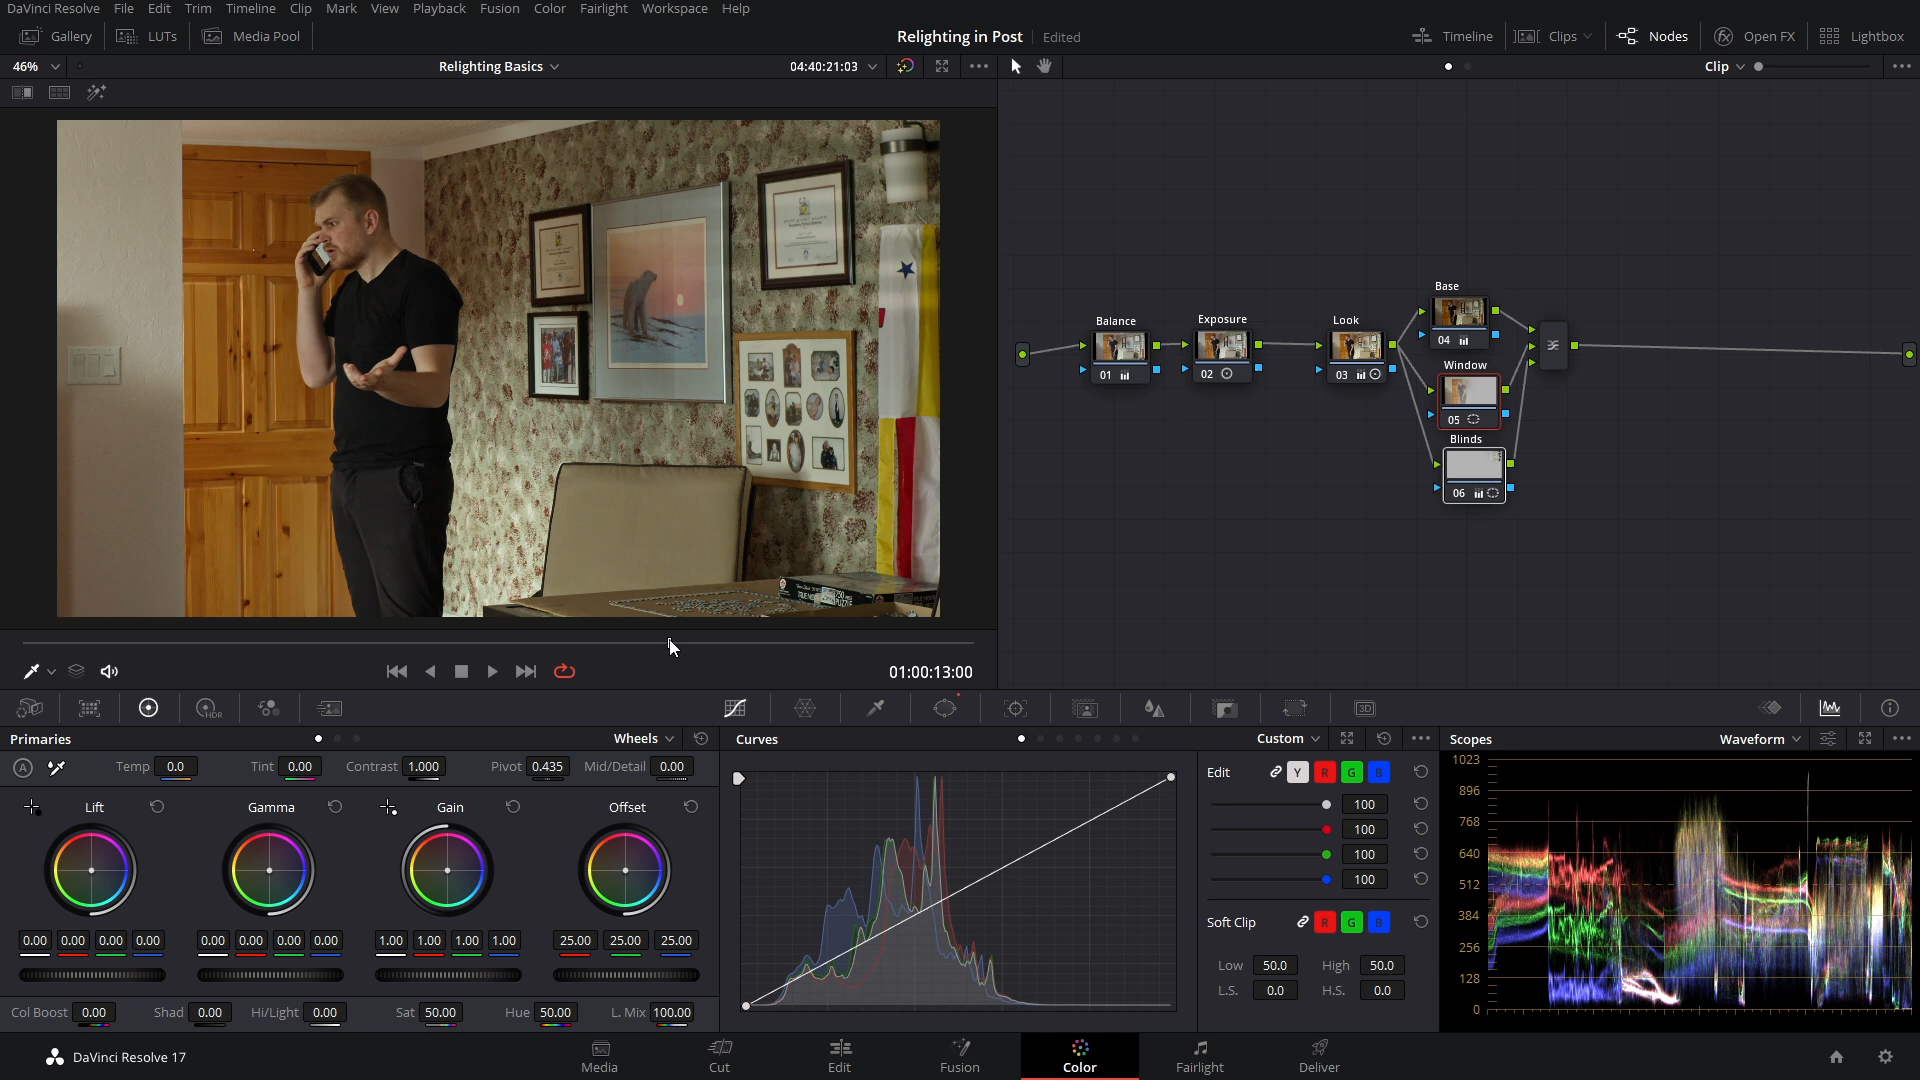 DaVinci Resolve File Edit Trim Timeline Clip Mark View Playback Fusion Color Fairlight Workspace Help
Gallery LUTs Media Pool Relighting in Post Edited Timeline Clips Nodes Open FX Lightbox
46% Relighting Basics 04:40:21:03 Clip
Base
Balance Exposure Look
04
01 02 03
Window
05
Blinds
06
01:00:13:00
HDR 3D
Primaries Wheels Curves Custom Scopes Waveform
A Temp 0.0 Tint 0.00 Contrast 1.000 Pivot 0.435 Mid/Detail 0.00
Lift Gamma Gain Offset
0.00 0.00 0.00 0.00 0.00 0.00 0.00 0.00 1.00 1.00 1.00 1.00 25.00 25.00 25.00
Col Boost 0.00 Shad 0.00 Hi/Light 0.00 Sat 50.00 Hue 50.00 L. Mix 100.00
Edit Y R G B
100
100
100
100
Soft Clip R G B
Low 50.0 High 50.0
L.S. 0.0 H.S. 0.0
1023
896
768
640
512
384
256
128
0
DaVinci Resolve 17 Media Cut Edit Fusion Color Fairlight Deliver